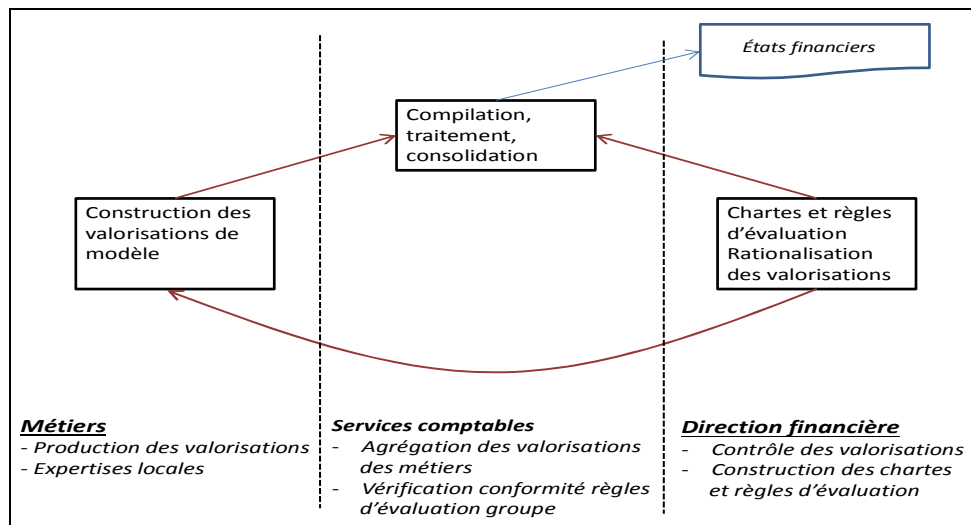 États financiers
Compilation,
traitement,
consolidation
Construction des
valorisations de
modèle
Chartes et règles
d'évaluation
Rationalisation
des valorisations
Métiers
- Production des valorisations
- Expertises locales
Services comptables
- Agrégation des valorisations
des métiers
- Vérification conformité règles
d'évaluation groupe
Direction financière
- Contrôle des valorisations
- Construction des chartes
et règles d'évaluation